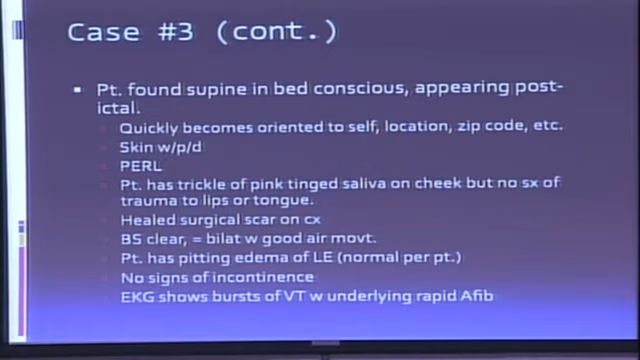 Case #3 (cont.)
Pt. found supine in bed conscious, appearing post-
ictal.
Quickly becomes oriented to self, location, zip code, etc.
Skin w/p/d
PERL
Pt. has trickle of pink tinged saliva on cheek but no sx of
trauma to lips or tongue.
Healed surgical scar on cx
BS clear, = bilat w good air movt.
Pt. has pitting edema of LE (normal per pt.)
No signs of incontinence
EKG shows bursts of VT w underlying rapid Afib